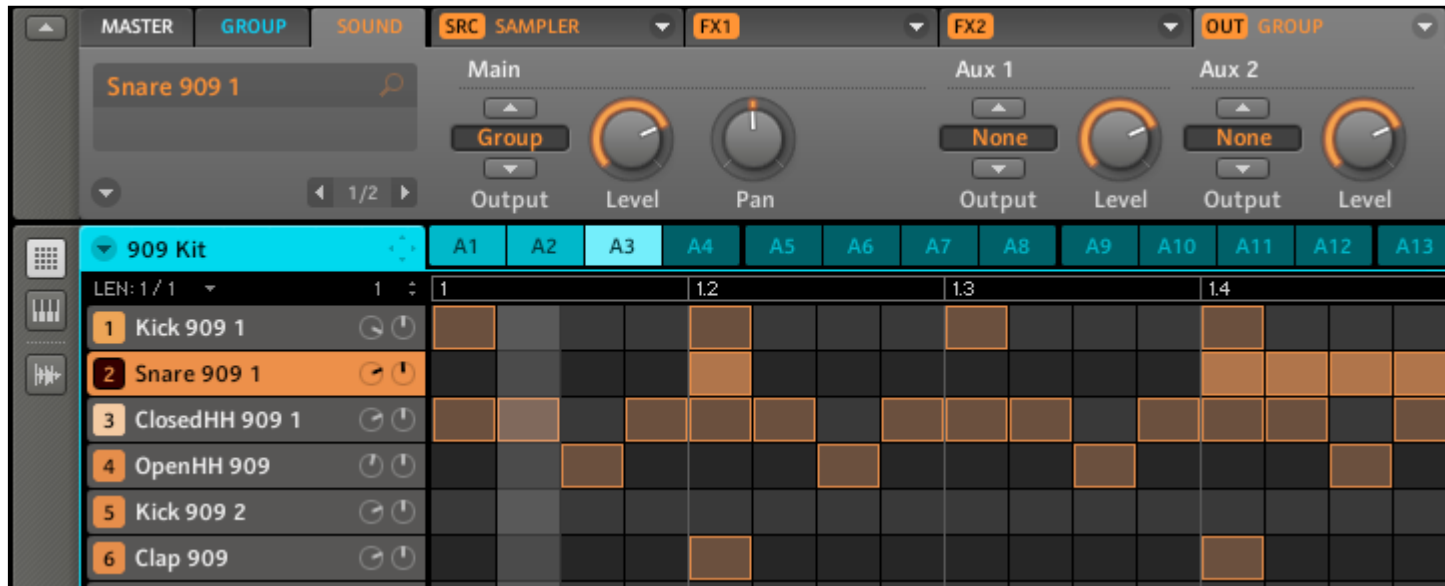 MASTER GROUP SOUND SRC SAMPLER FX1 FX2 OUT GROUP
Snare 909 1 Main Aux 1 Aux 2
Group None None
1/2 Output Level Pan Output Level Output Level
909 Kit A1 A2 A3 A4 A5 A6 A7 A8 A9 A10 A11 A12 A13
LEN: 1 / 1 1 1 1.2 1.3 1.4
1 Kick 909 1
2 Snare 909 1
3 ClosedHH 909 1
4 OpenHH 909
5 Kick 909 2
6 Clap 909